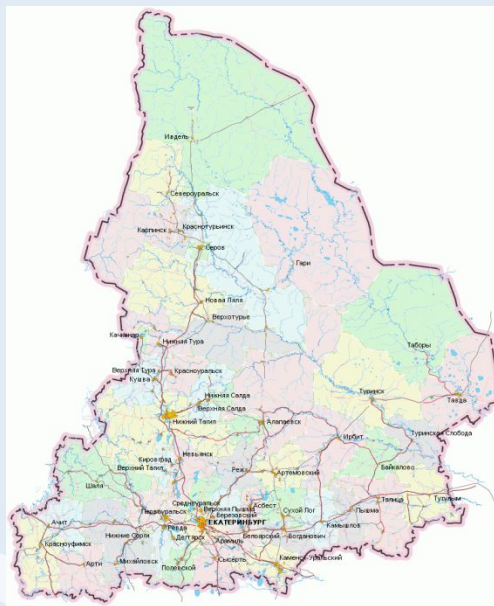 Ивдель
Североуральск
Карпинск
Краснотурьинск
Серов
Гари
Новая Ляля
Верхотурье
Качканар
Нижняя Тура
Таборы
Верхняя Тура
Красноуральск
Кушва
Нижняя Салда
Верхняя Салда
Туринск
Тавда
Нижний Тагил
Алапаевск
Туринская Слобода
Ирбит
Невьянск
Кировград
Верхний Тагил
Реж
Артемовский
Байкалово
Шаля
Талица
Тугулым
Среднеуральск
Верхняя Пышма
Асбест
Сухой Лог
Пышма
Первоуральск
Березовский
ЕКАТЕРИНБУРГ
Камышлов
Ачит
Нижние Серги
Ревда
Дегтярск
Белоярский
Богданович
Красноуфимск
Арамиль
Арти
Михайловск
Полевской
Сысерть
Каменск-Уральский